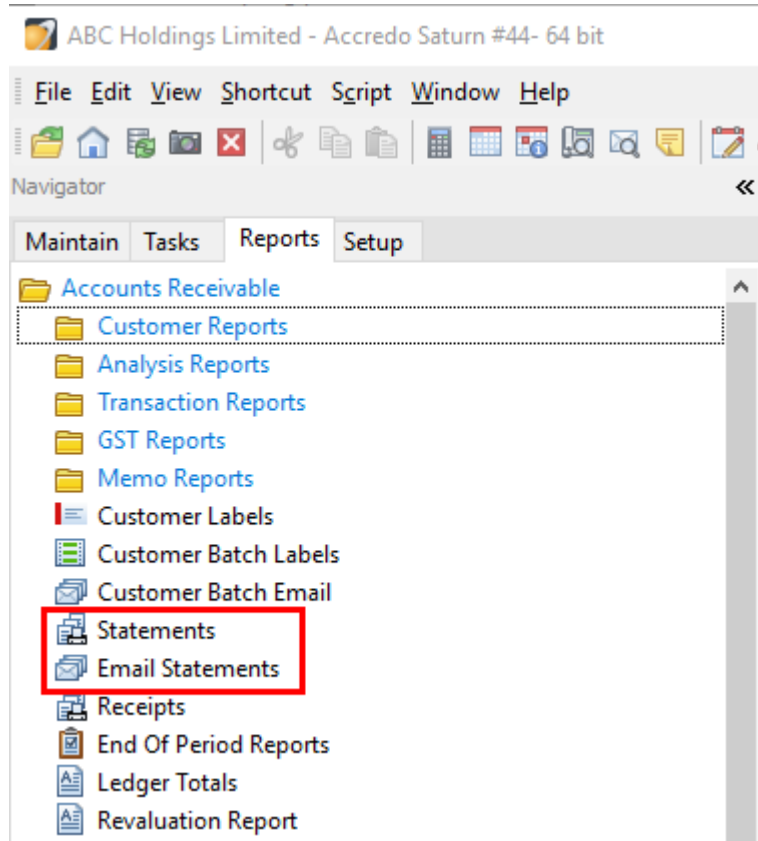 ABC Holdings Limited - Accredo Saturn #44- 64 bit
File Edit View Shortcut Script Window Help
Navigator
Maintain Tasks Reports Setup
Accounts Receivable
Customer Reports
Analysis Reports
Transaction Reports
GST Reports
Memo Reports
Customer Labels
Customer Batch Labels
Customer Batch Email
Statements
Email Statements
Receipts
End Of Period Reports
Ledger Totals
Revaluation Report